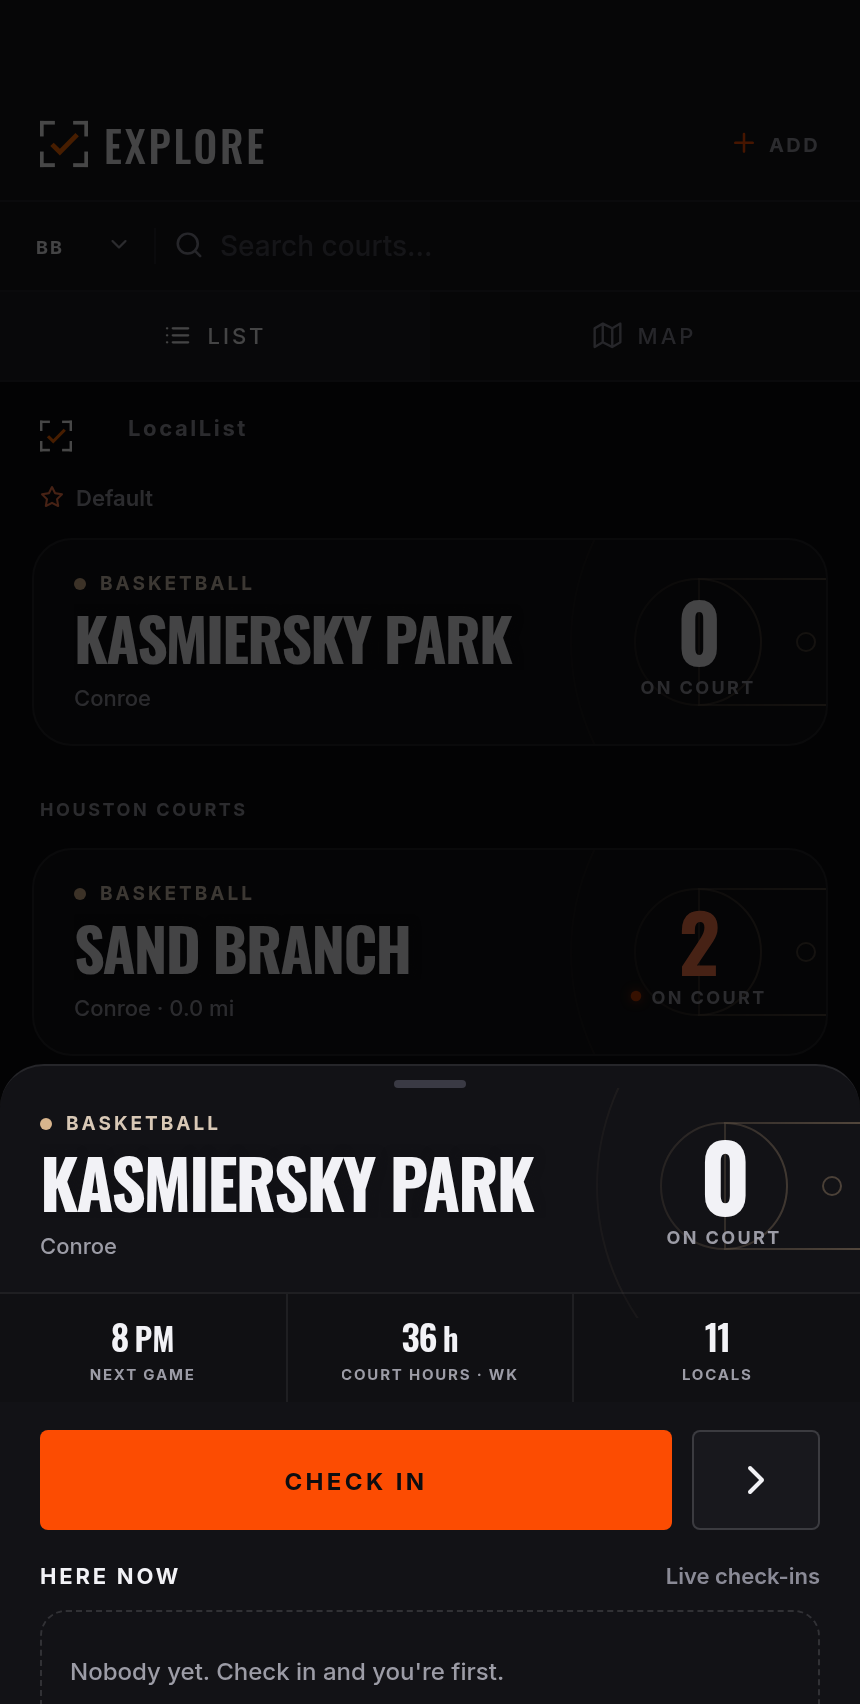 EXPLORE
ADD
BB
Search courts...
LIST
MAP
LocalList
Default
BASKETBALL
KASMIERSKY PARK
Conroe
0
ON COURT
HOUSTON COURTS
BASKETBALL
SAND BRANCH
Conroe · 0.0 mi
2
ON COURT
BASKETBALL
KASMIERSKY PARK
Conroe
0
ON COURT
8 PM
NEXT GAME
36 h
COURT HOURS · WK
11
LOCALS
CHECK IN
HERE NOW
Live check-ins
Nobody yet. Check in and you're first.